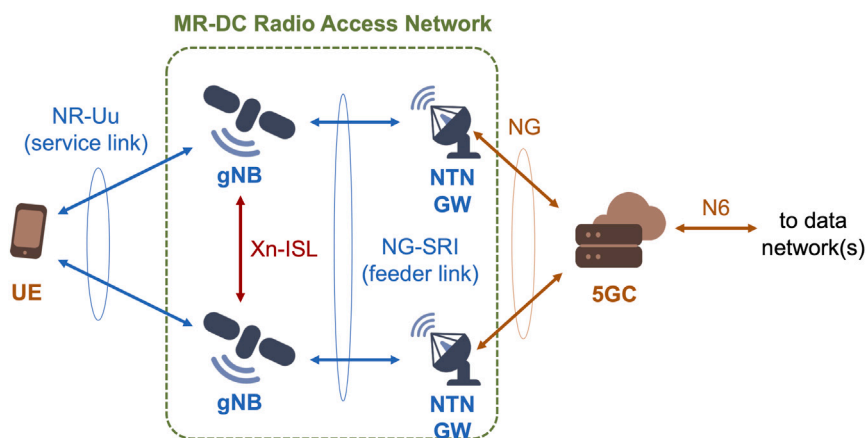 MR-DC Radio Access Network
NR-Uu
(service link)
gNB
NTN
GW
NG
N6
to data
network(s)
UE
Xn-ISL
NG-SRI
(feeder link)
5GC
gNB
NTN
GW